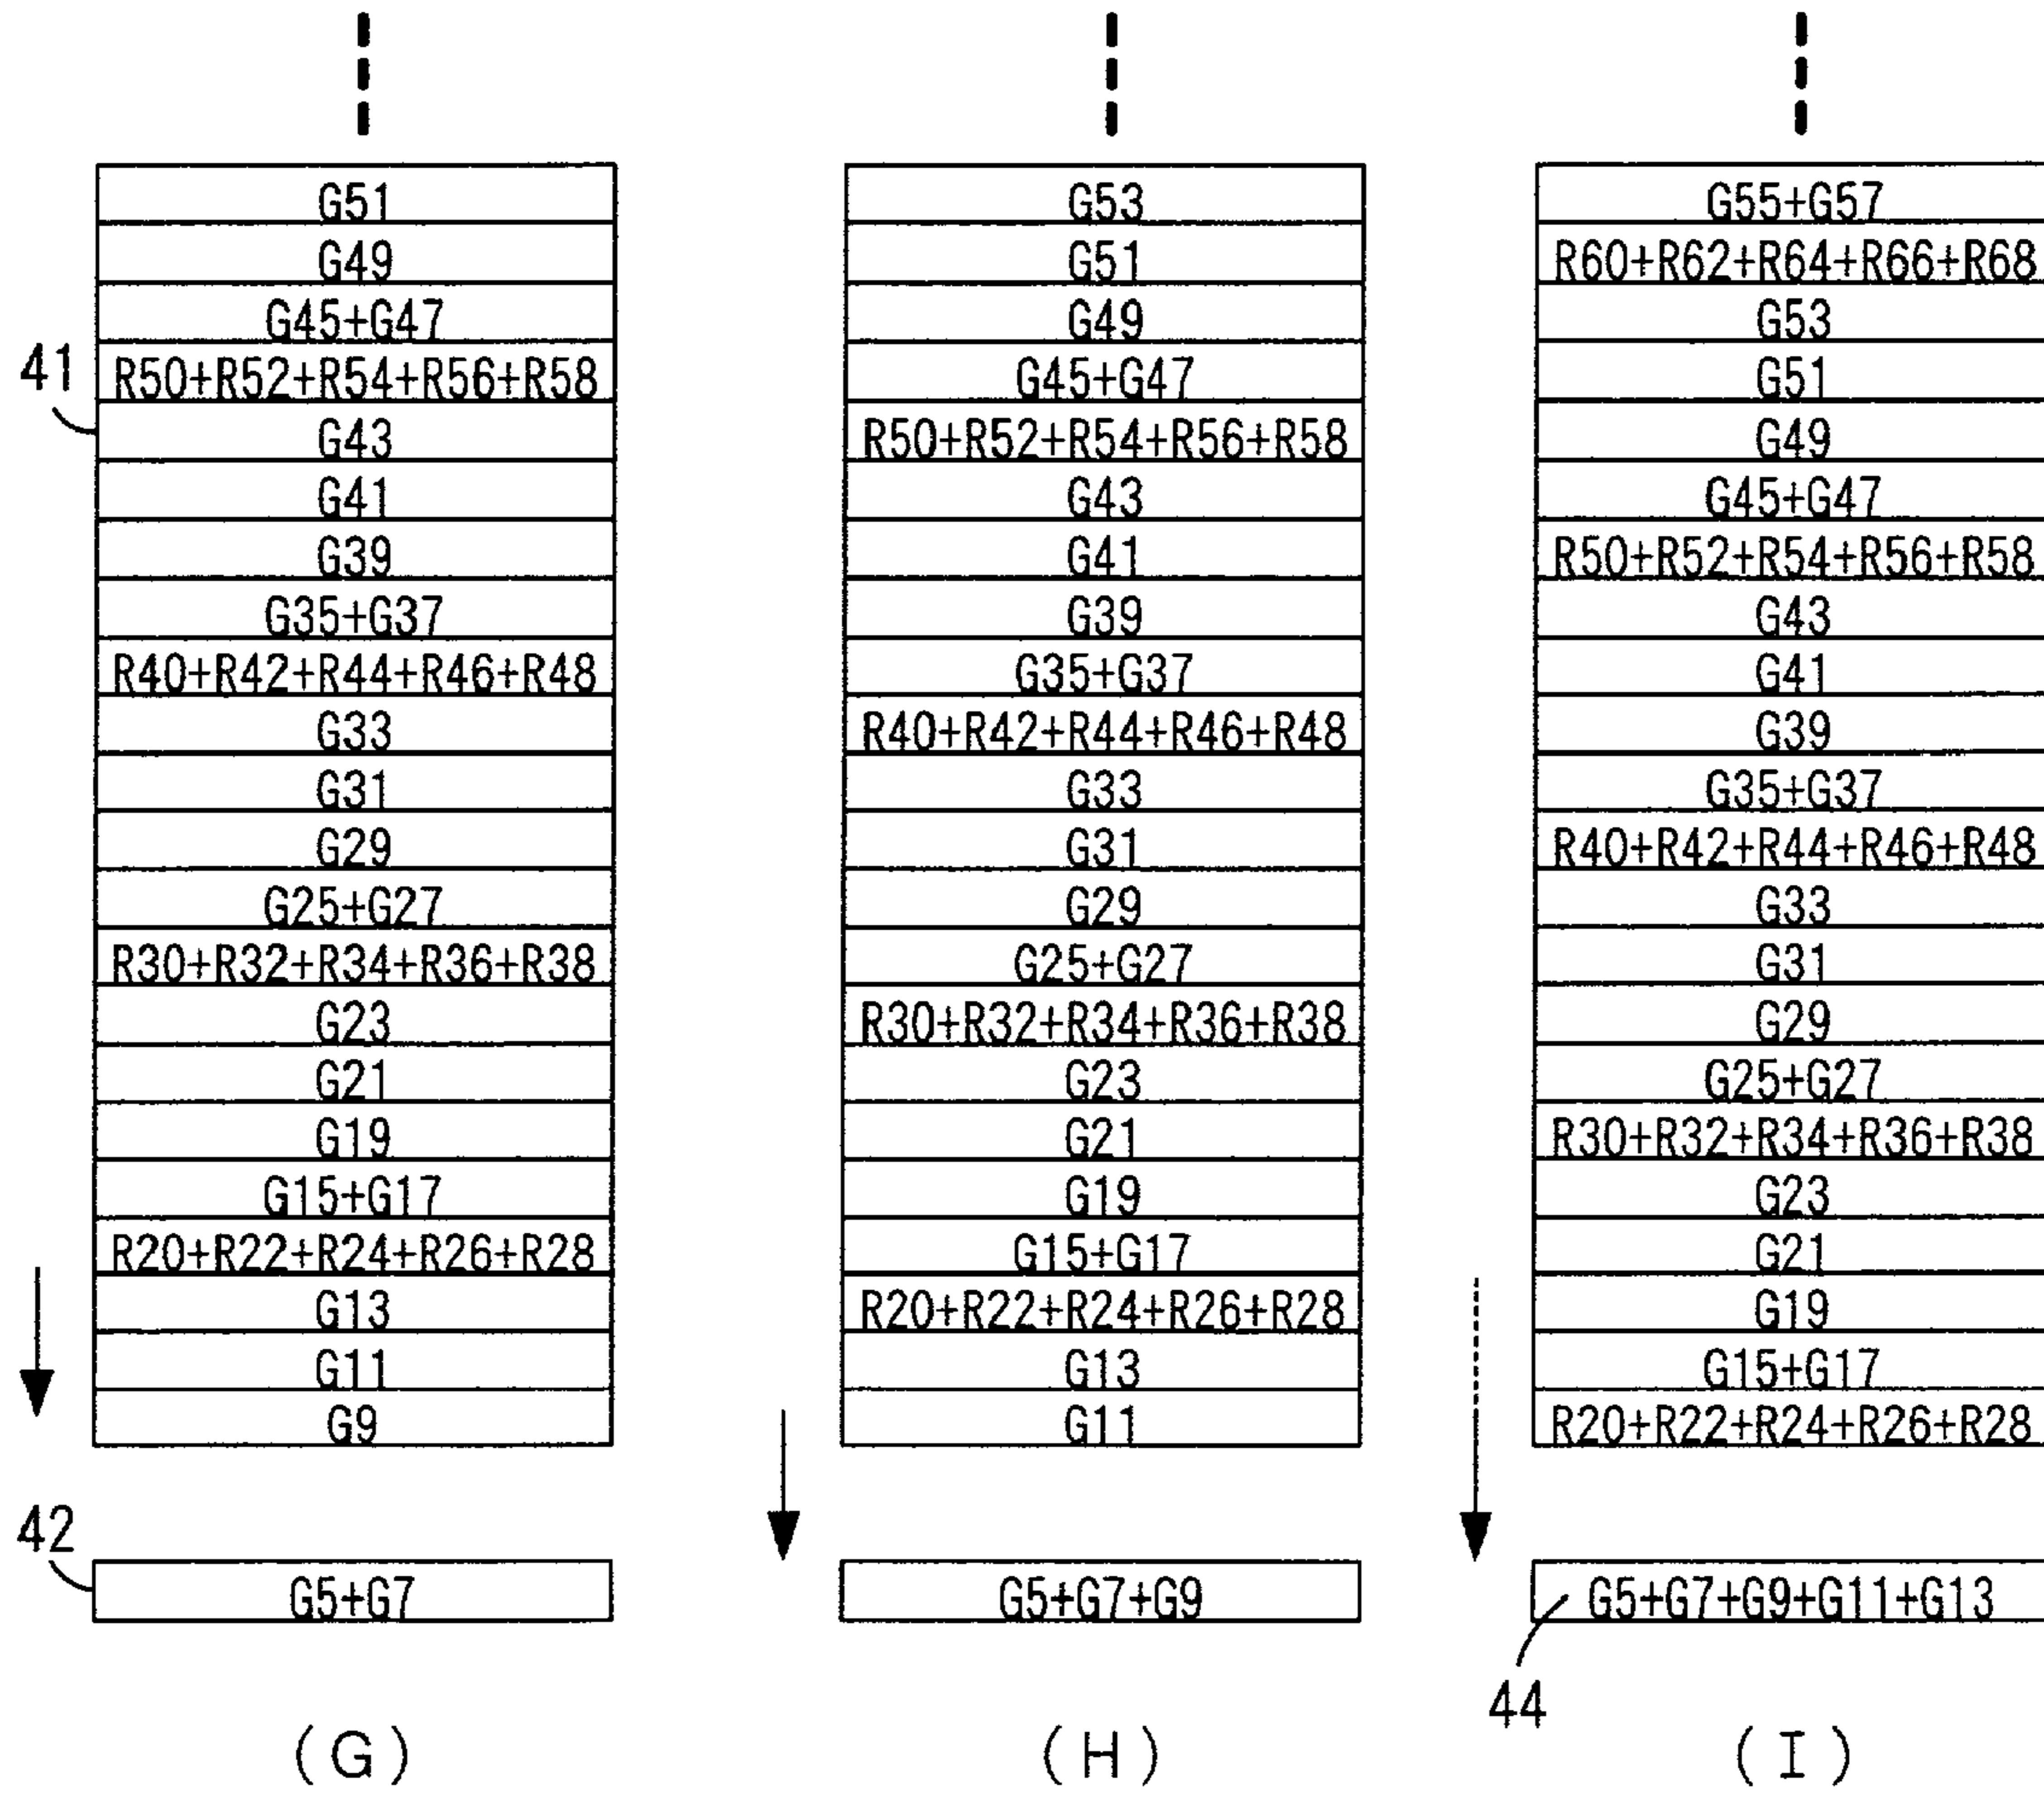 G51
G49
G45+G47
R50+R52+R54+R56+R58
41
G43
G41
G39
G35+G37
R40+R42+R44+R46+R48
G33
G31
G29
G25+G27
R30+R32+R34+R36+R38
G23
G21
G19
G15+G17
R20+R22+R24+R26+R28
G13
G11
G9
42
G5+G7
(G)
G53
G51
G49
G45+G47
R50+R52+R54+R56+R58
G43
G41
G39
G35+G37
R40+R42+R44+R46+R48
G33
G31
G29
G25+G27
R30+R32+R34+R36+R38
G23
G21
G19
G15+G17
R20+R22+R24+R26+R28
G13
G11
G5+G7+G9
(H)
G55+G57
R60+R62+R64+R66+R68
G53
G51
G49
G45+G47
R50+R52+R54+R56+R58
G43
G41
G39
G35+G37
R40+R42+R44+R46+R48
G33
G31
G29
G25+G27
R30+R32+R34+R36+R38
G23
G21
G19
G15+G17
R20+R22+R24+R26+R28
G5+G7+G9+G11+G13
44
(I)